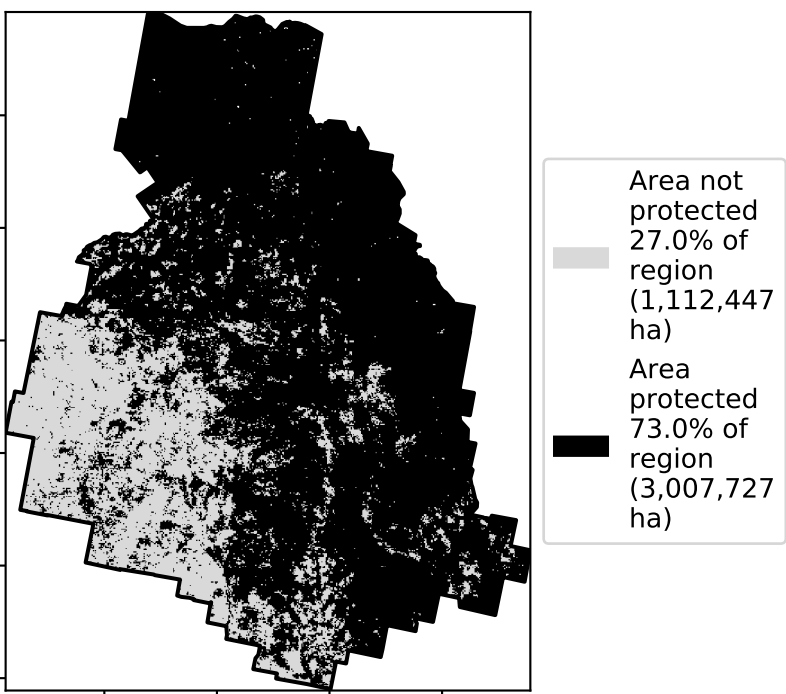 Area not
protected
27.0% of
region
(1,112,447
ha)
Area
protected
73.0% of
region
(3,007,727
ha)